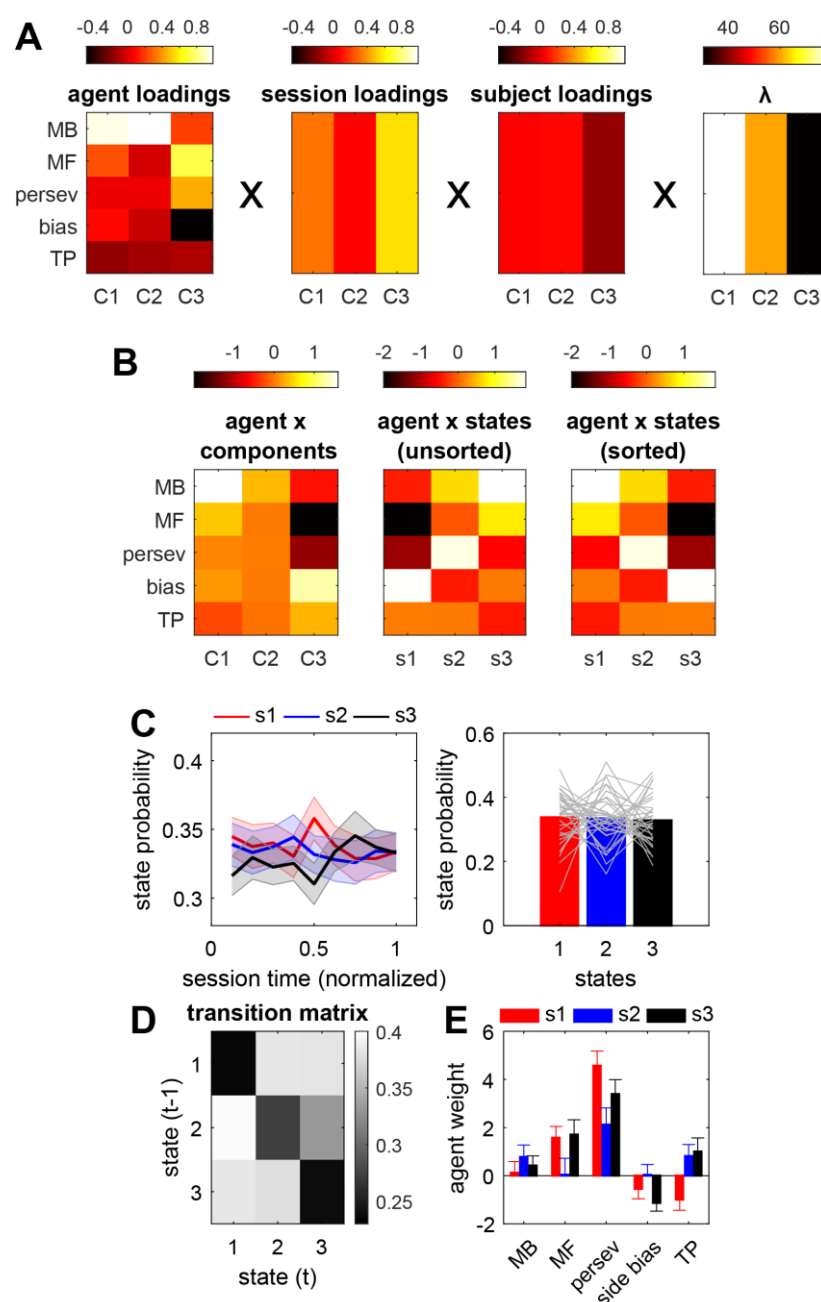 A
-0.4 0 0.4 0.8
-0.4 0 0.4 0.8
-0.4 0 0.4 0.8
40 60
agent loadings
session loadings
subject loadings
λ
MB
MF
persev
bias
TP
X
X
X
C1 C2 C3
C1 C2 C3
C1 C2 C3
C1 C2 C3
B
-1 0 1
-2 -1 0 1
-2 -1 0 1
agent x
components
agent x states
(unsorted)
agent x states
(sorted)
MB
MF
persev
bias
TP
C1 C2 C3
s1 s2 s3
s1 s2 s3
C
s1 s2 s3
state probability
0.4
0.35
0.3
0 0.5 1
session time (normalized)
state probability
0.6
0.4
0.2
0
1 2 3
states
D
transition matrix
state (t-1)
1
2
3
1 2 3
state (t)
0.4
0.35
0.3
0.25
E
s1 s2 s3
agent weight
6
4
2
0
-2
MB
MF
persev
side bias
TP